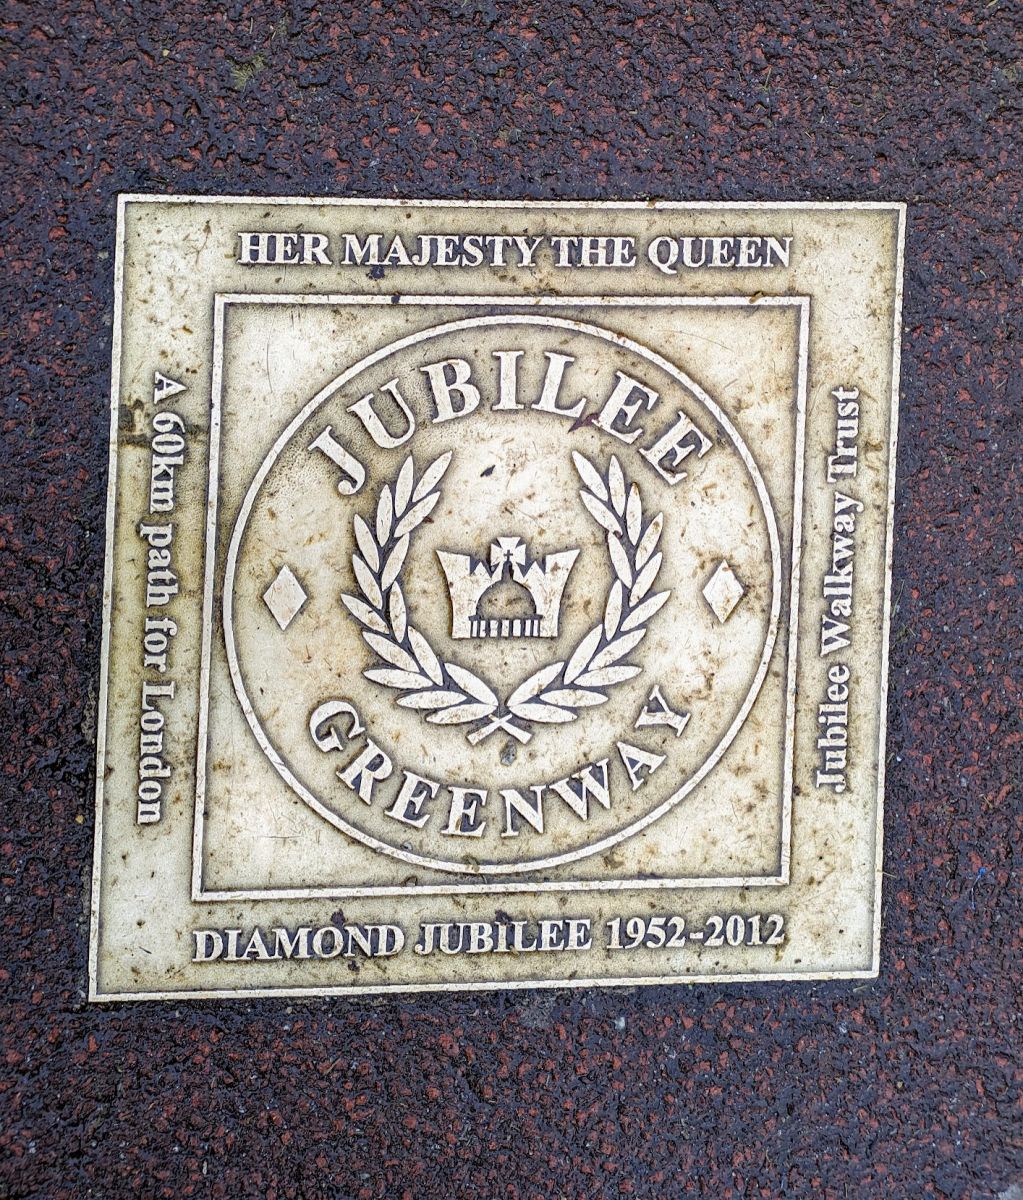 HER MAJESTY THE QUEEN
JUBILEE
GREENWAY
A 60km path for London
Jubilee Walkway Trust
DIAMOND JUBILEE 1952-2012